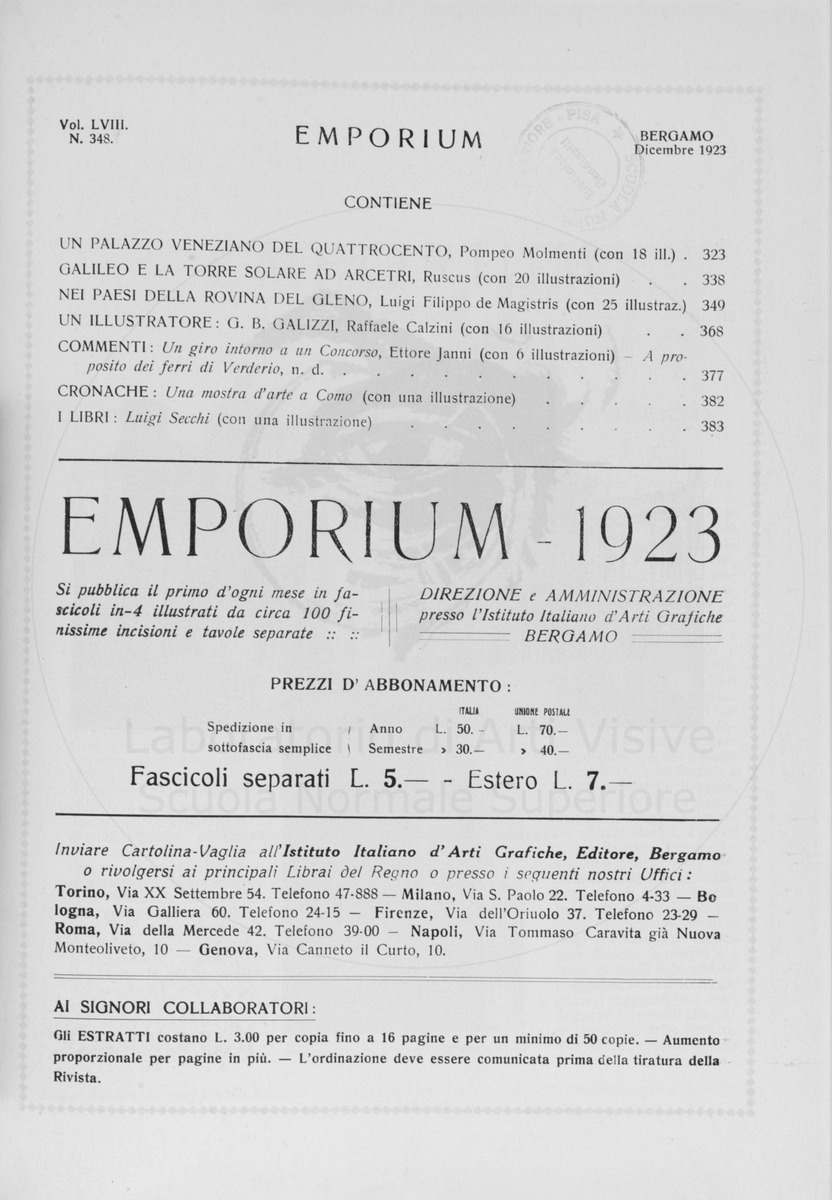 Vol. LVIII.
N. 348.
EMPORIUM
BERGAMO
Dicembre 1923
CONTIENE
UN PALAZZO VENEZIANO DEL QUATTROCENTO, Pompeo Molmenti (con 18 ill.) . 323
GALILEO E LA TORRE SOLARE AD ARCETRI, Ruscus (con 20 illustrazioni) . . 338
NEI PAESI DELLA ROVINA DEL GLENO, Luigi Filippo de Magistris (con 25 illustraz.) 349
UN ILLUSTRATORE: G. B. GALIZZI, Raffaele Calzini (con 16 illustrazioni) . . 368
COMMENTI: Un giro intorno a un Concorso, Ettore Janni (con 6 illustrazioni) – A pro-
posito dei ferri di Verderio, n. d. . . . . . . . . . . . 377
CRONACHE: Una mostra d'arte a Como (con una illustrazione) . . . . . 382
I LIBRI: Luigi Secchi (con una illustrazione) . . . . . . . . . 383
EMPORIUM - 1923
Si pubblica il primo d'ogni mese in fa-
scicoli in-4 illustrati da circa 100 fi-
nissime incisioni e tavole separate :: ::
DIREZIONE e AMMINISTRAZIONE
presso l'Istituto Italiano d'Arti Grafiche
BERGAMO
PREZZI D'ABBONAMENTO:
ITALIA UNIONE POSTALE
Spedizione in Anno L. 50.- L. 70.—
sottofascia semplice Semestre > 30.— > 40.—
Fascicoli separati L. 5.— - Estero L. 7.—
Laboratorio di Arti Visive
Scuola Normale Superiore
Inviare Cartolina-Vaglia all'Istituto Italiano d'Arti Grafiche, Editore, Bergamo
o rivolgersi ai principali Librai del Regno o presso i seguenti nostri Uffici:
Torino, Via XX Settembre 54. Telefono 47-888 — Milano, Via S. Paolo 22. Telefono 4-33 — Bo
logna, Via Galliera 60. Telefono 24-15 — Firenze, Via dell'Oriuolo 37. Telefono 23-29 —
Roma, Via della Mercede 42. Telefono 39-00 — Napoli, Via Tommaso Caravita già Nuova
Monteoliveto, 10 — Genova, Via Canneto il Curto, 10.
AI SIGNORI COLLABORATORI:
Gli ESTRATTI costano L. 3.00 per copia fino a 16 pagine e per un minimo di 50 copie. — Aumento
proporzionale per pagine in più. — L'ordinazione deve essere comunicata prima della tiratura della
Rivista.